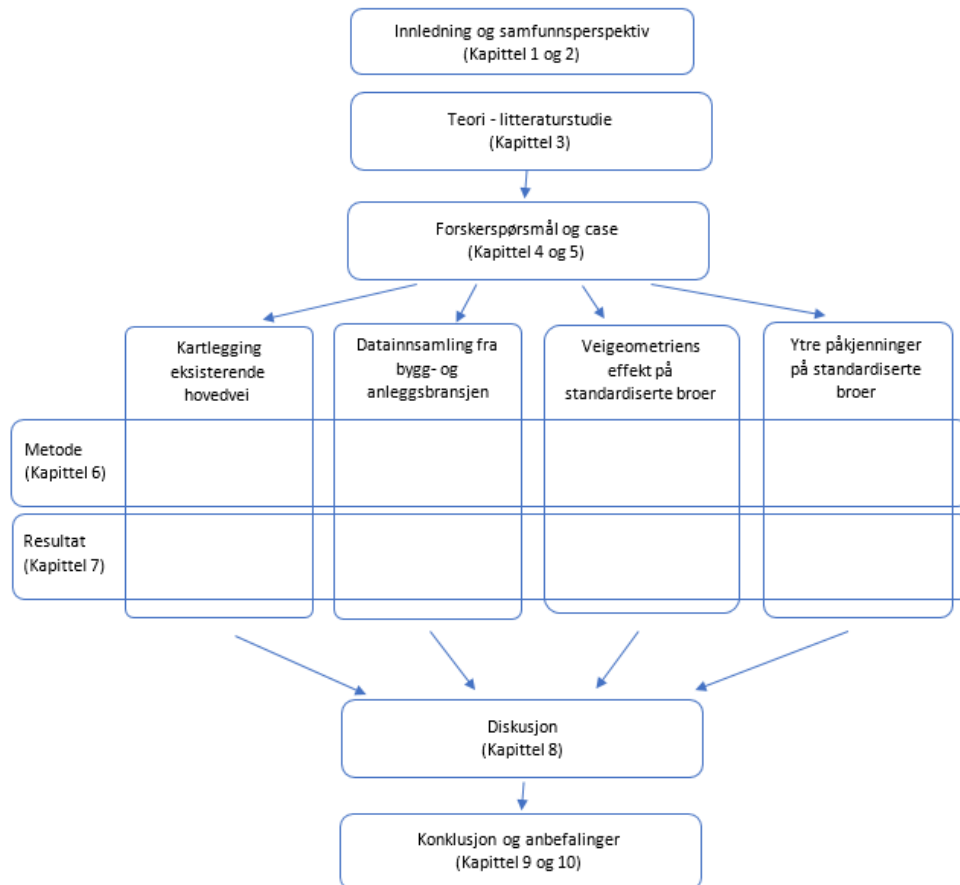 Innledning og samfunnsperspektiv
(Kapittel 1 og 2)
Teori - litteraturstudie
(Kapittel 3)
Forskerspørsmål og case
(Kapittel 4 og 5)
Kartlegging
eksisterende
hovedvei
Datainnsamling fra
bygg- og
anleggsbransjen
Veigeometriens
effekt på
standardiserte broer
Ytre påkjenninger
på standardiserte
broer
Metode
(Kapittel 6)
Resultat
(Kapittel 7)
Diskusjon
(Kapittel 8)
Konklusjon og anbefalinger
(Kapittel 9 og 10)